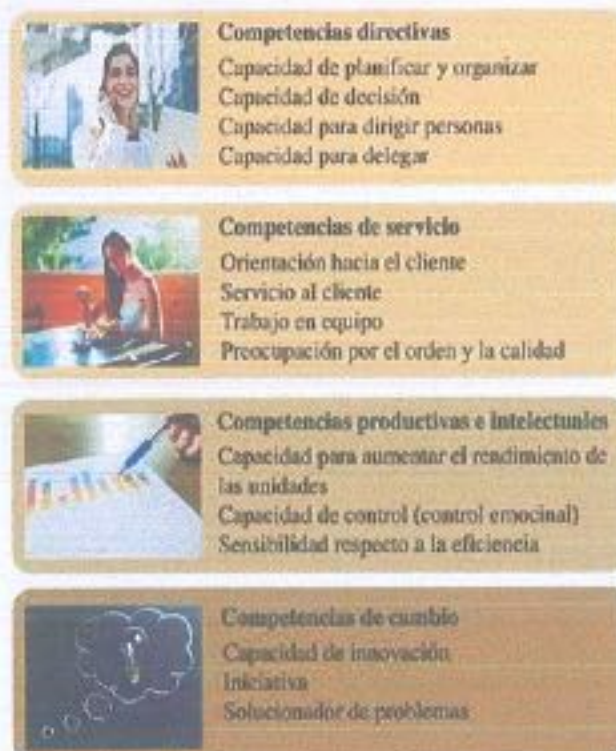 Competencias directivas
Capacidad de planificar y organizar
Capacidad de decisión
Capacidad para dirigir personas
Capacidad para delegar
Competencias de servicio
Orientación hacia el cliente
Servicio al cliente
Trabajo en equipo
Preocupación por el orden y la calidad
Competencias productivas e intelectuales
Capacidad para aumentar el rendimiento de
las unidades
Capacidad de control (control emocinal)
Sensibilidad respecto a la eficiencia
Competencias de cambio
Capacidad de innovación
Iniciativa
Solucionador de problemas